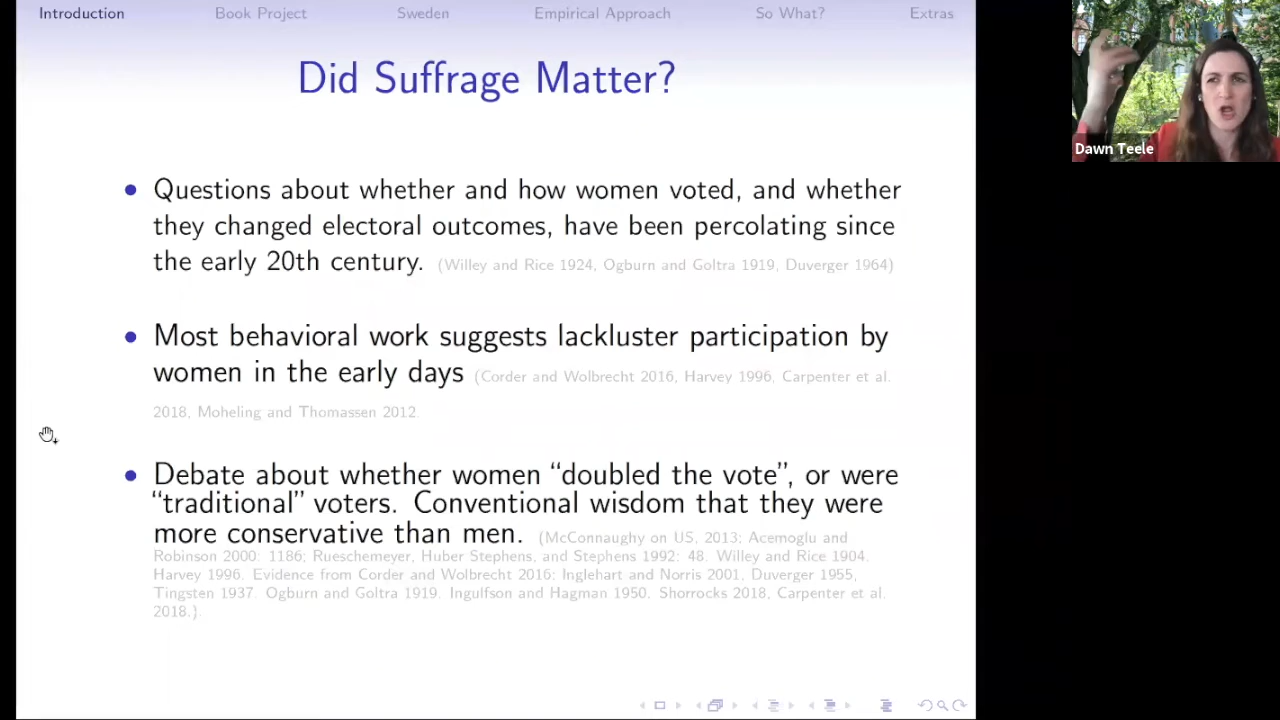 Introduction Book Project Sweden Empirical Approach So What? Extras
Did Suffrage Matter?
Questions about whether and how women voted, and whether
they changed electoral outcomes, have been percolating since
the early 20th century. (Willey and Rice 1924, Ogburn and Goltra 1919, Duverger 1964)
Most behavioral work suggests lackluster participation by
women in the early days (Corder and Wolbrecht 2016, Harvey 1996, Carpenter et al.
2018, Moheling and Thomassen 2012.
Debate about whether women “doubled the vote”, or were
“traditional” voters. Conventional wisdom that they were
more conservative than men. (McConnaughy on US, 2013; Acemoglu and
Robinson 2000: 1186; Rueschemeyer, Huber Stephens, and Stephens 1992: 48. Willey and Rice 1904.
Harvey 1996. Evidence from Corder and Wolbrecht 2016: Inglehart and Norris 2001, Duverger 1955,
Tingsten 1937. Ogburn and Goltra 1919. Ingulfson and Hagman 1950. Shorrocks 2018, Carpenter et al.
2018.).
Dawn Teele